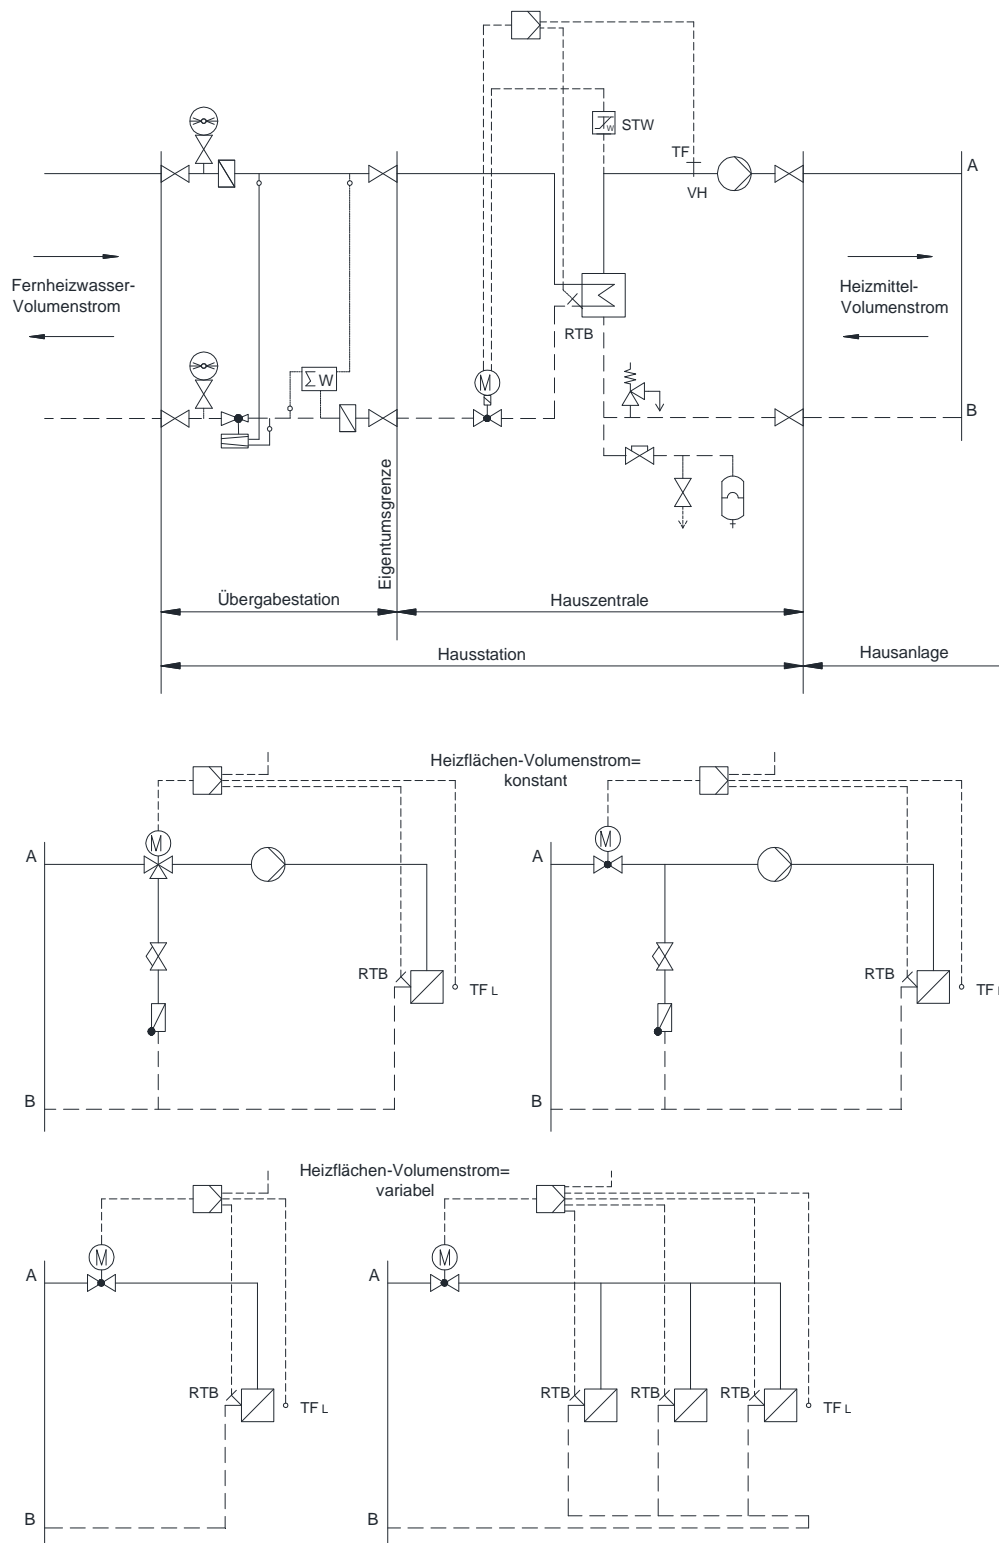 STW
TF
VH
A
Fernheizwasser-
Volumenstrom
Heizmittel-
Volumenstrom
RTB
Σ W
M
B
Eigentumsgrenze
Übergabestation
Hauszentrale
Hausstation
Hausanlage
Heizflächen-Volumenstrom=
konstant
M
A
RTB
TF L
B
M
A
RTB
TF L
B
Heizflächen-Volumenstrom=
variabel
M
A
RTB
TF L
B
M
A
RTB
RTB
RTB
TF L
B